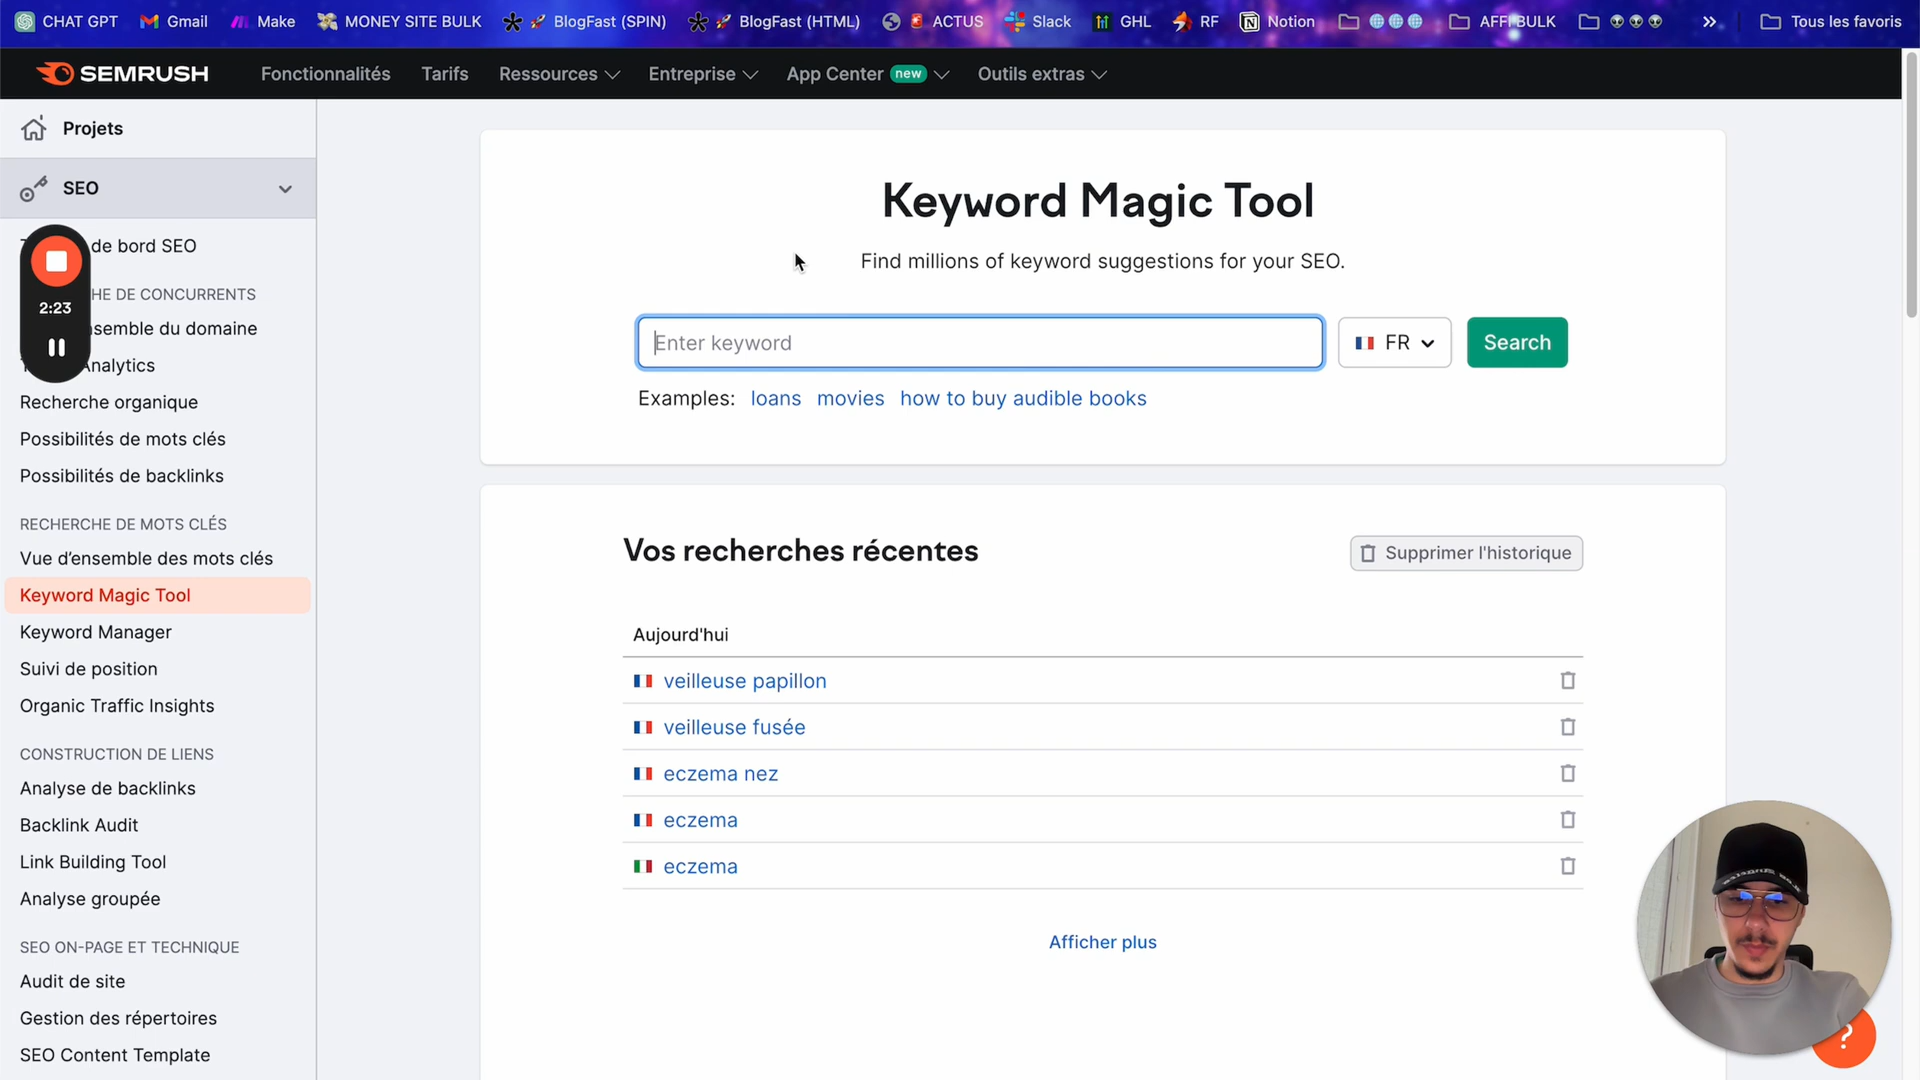 CHAT GPT Gmail Make MONEY SITE BULK BlogFast (SPIN) BlogFast (HTML) ACTUS Slack GHL RF Notion AFFI BULK Tous les favoris
SEMRUSH Fonctionnalités Tarifs Ressources Entreprise App Center new Outils extras
Projets
SEO
de bord SEO
HE DE CONCURRENTS
nsemble du domaine
Analytics
2:23
Recherche organique
Possibilités de mots clés
Possibilités de backlinks
RECHERCHE DE MOTS CLÉS
Vue d’ensemble des mots clés
Keyword Magic Tool
Keyword Manager
Suivi de position
Organic Traffic Insights
CONSTRUCTION DE LIENS
Analyse de backlinks
Backlink Audit
Link Building Tool
Analyse groupée
SEO ON-PAGE ET TECHNIQUE
Audit de site
Gestion des répertoires
SEO Content Template
Keyword Magic Tool
Find millions of keyword suggestions for your SEO.
Enter keyword FR Search
Examples: loans movies how to buy audible books
Vos recherches récentes Supprimer l'historique
Aujourd'hui
veilleuse papillon
veilleuse fusée
eczema nez
eczema
eczema
Afficher plus
?